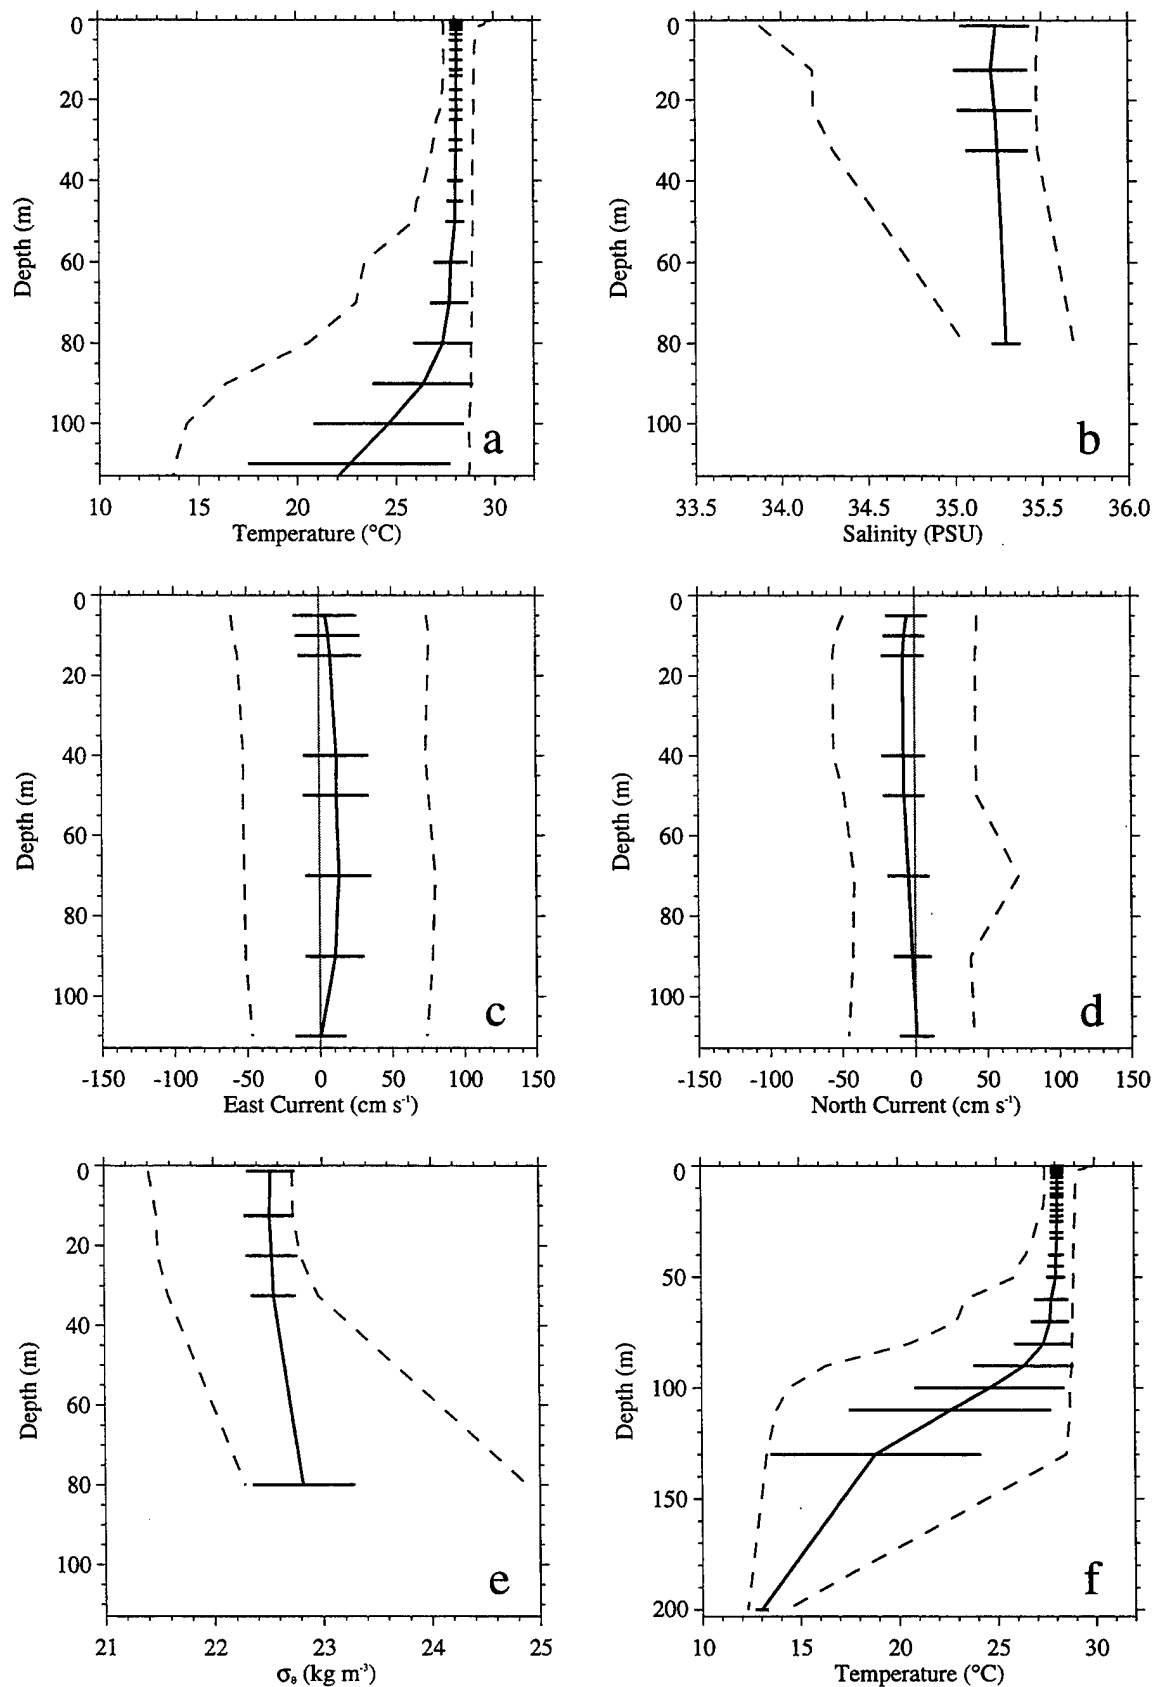 0
20
40
60
80
100
Depth (m)
a
10 15 20 25 30
Temperature (°C)
0
20
40
60
80
100
Depth (m)
b
33.5 34.0 34.5 35.0 35.5 36.0
Salinity (PSU)
0
20
40
60
80
100
Depth (m)
c
-150 -100 -50 0 50 100 150
East Current (cm s⁻¹)
0
20
40
60
80
100
Depth (m)
d
-150 -100 -50 0 50 100 150
North Current (cm s⁻¹)
0
20
40
60
80
100
Depth (m)
e
21 22 23 24 25
σ_θ (kg m⁻³)
0
50
100
150
200
Depth (m)
f
10 15 20 25 30
Temperature (°C)